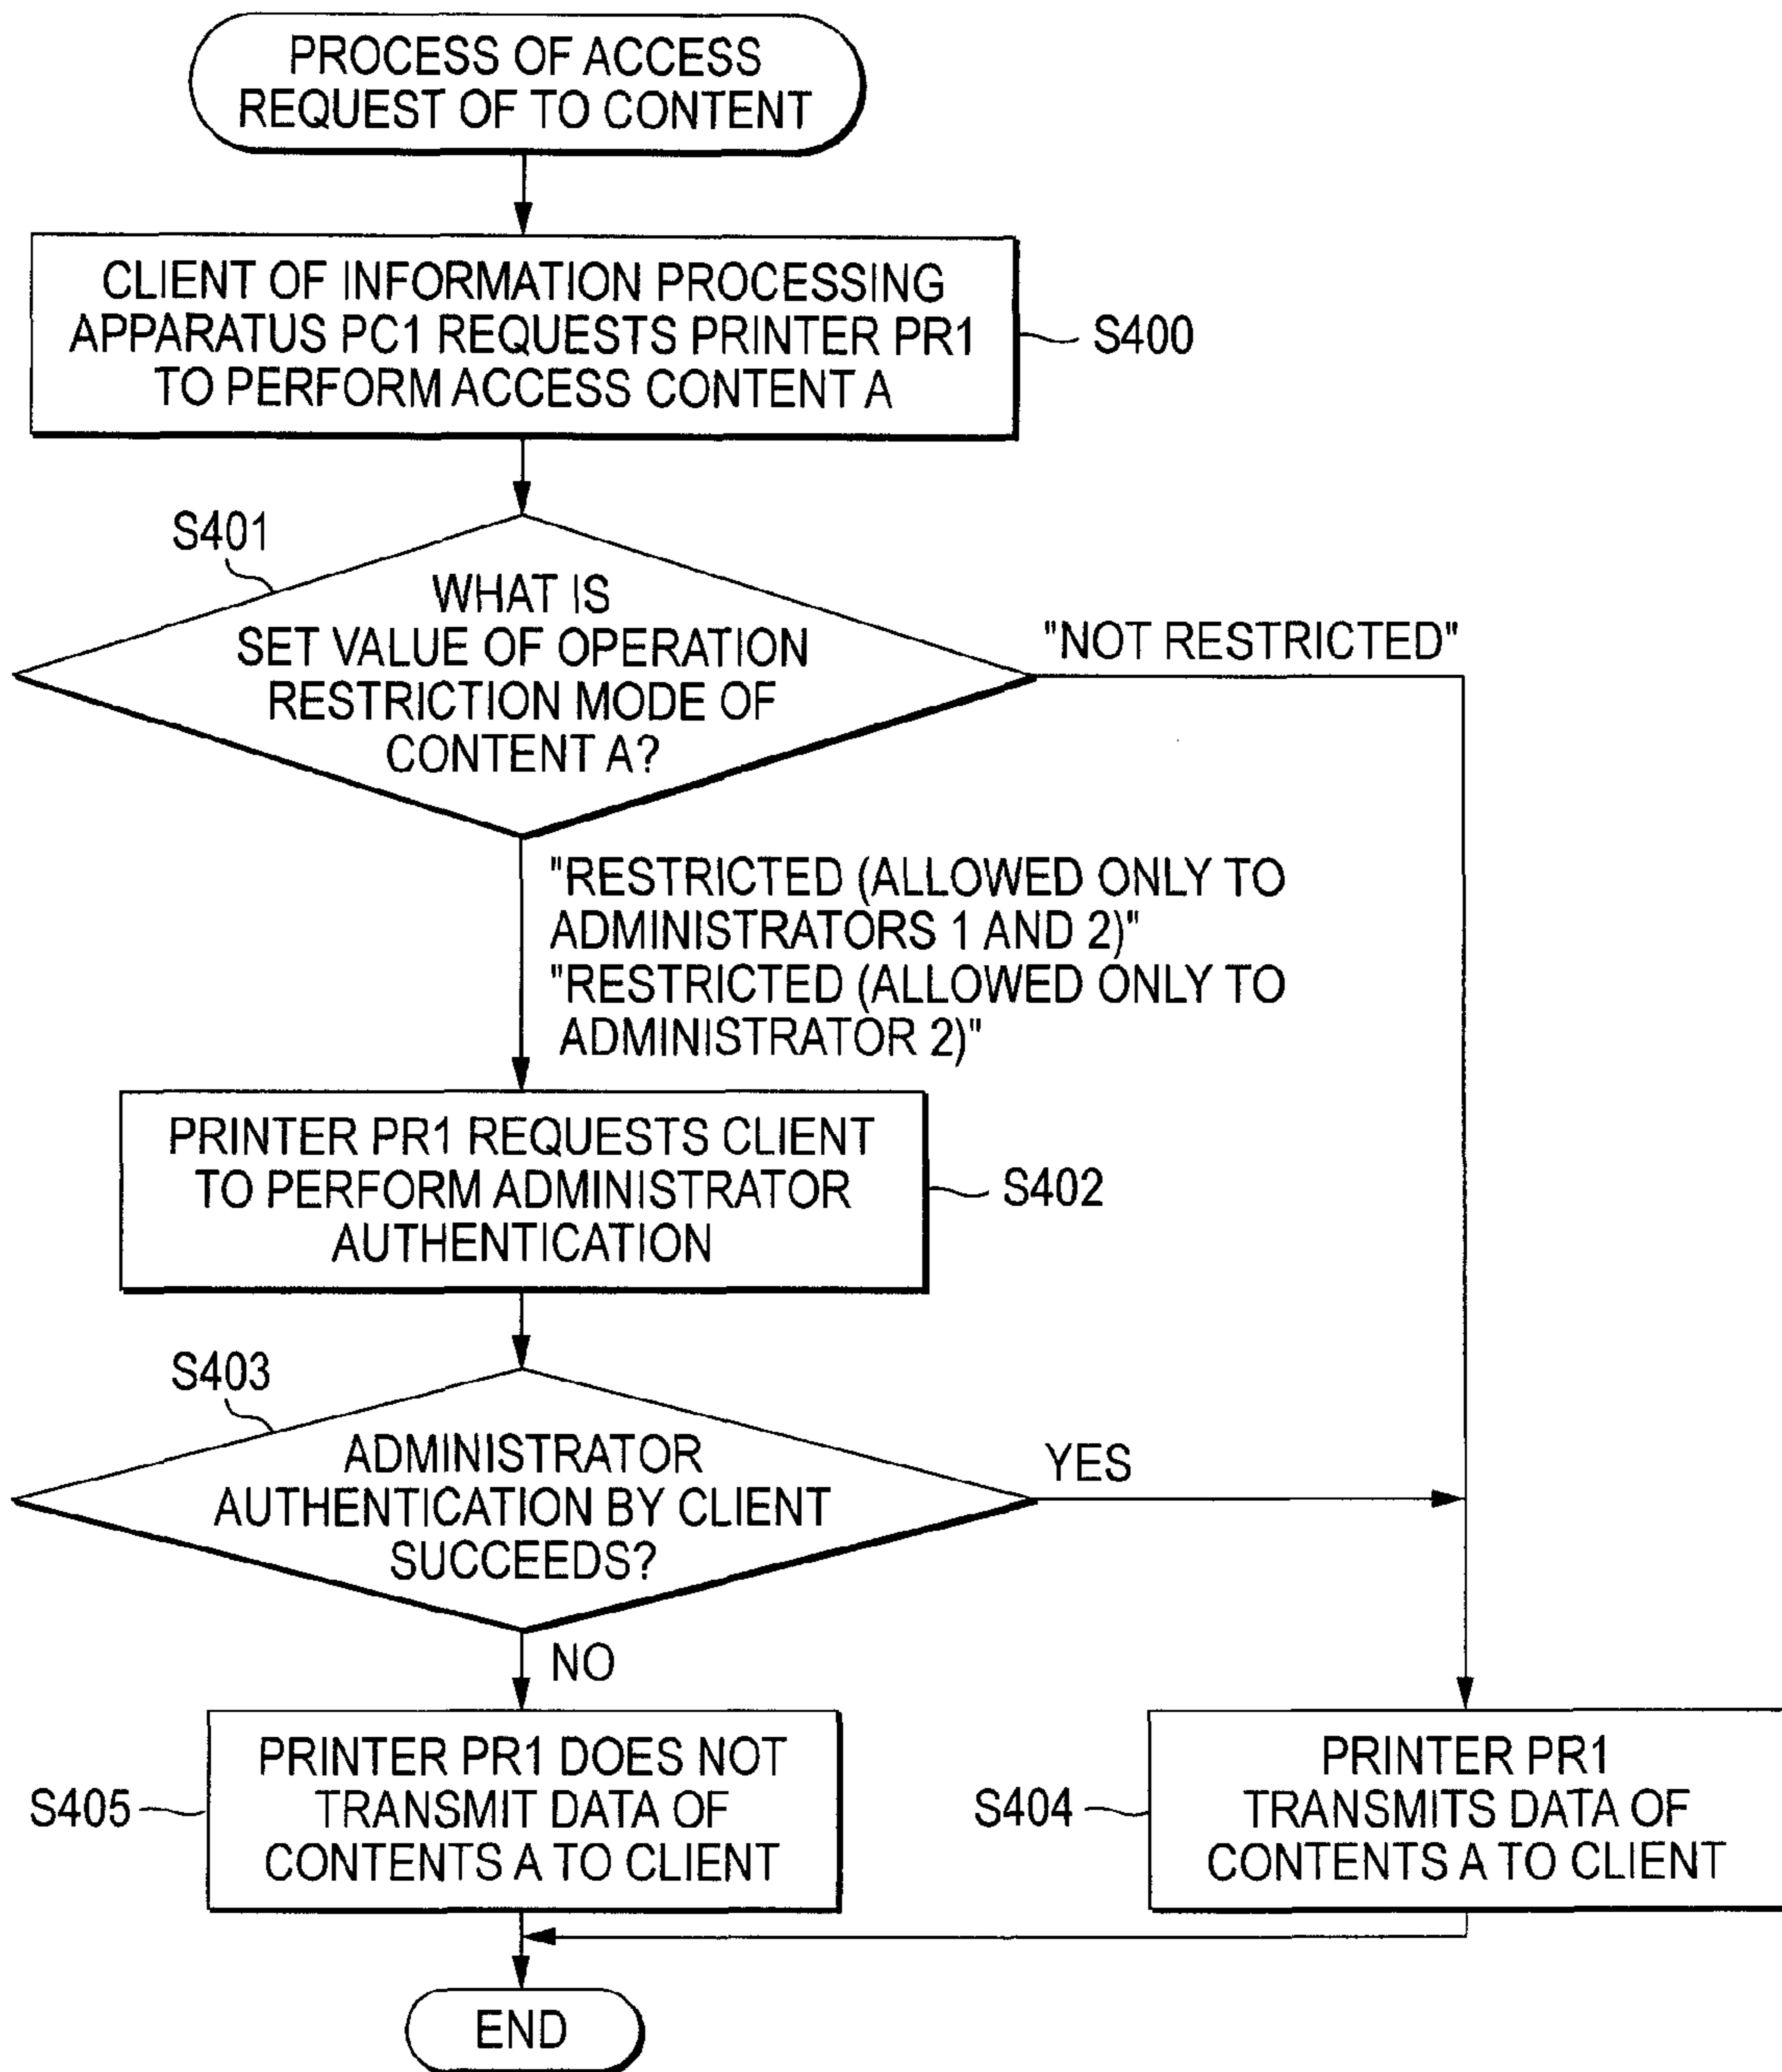 PROCESS OF ACCESS
REQUEST OF TO CONTENT
CLIENT OF INFORMATION PROCESSING
APPARATUS PC1 REQUESTS PRINTER PR1
TO PERFORM ACCESS CONTENT A
S400
S401
WHAT IS
SET VALUE OF OPERATION
RESTRICTION MODE OF
CONTENT A?
"NOT RESTRICTED"
"RESTRICTED (ALLOWED ONLY TO
ADMINISTRATORS 1 AND 2)"
"RESTRICTED (ALLOWED ONLY TO
ADMINISTRATOR 2)"
PRINTER PR1 REQUESTS CLIENT
TO PERFORM ADMINISTRATOR
AUTHENTICATION
S402
S403
ADMINISTRATOR
AUTHENTICATION BY CLIENT
SUCCEEDS?
YES
NO
S405
PRINTER PR1 DOES NOT
TRANSMIT DATA OF
CONTENTS A TO CLIENT
S404
PRINTER PR1
TRANSMITS DATA OF
CONTENTS A TO CLIENT
END